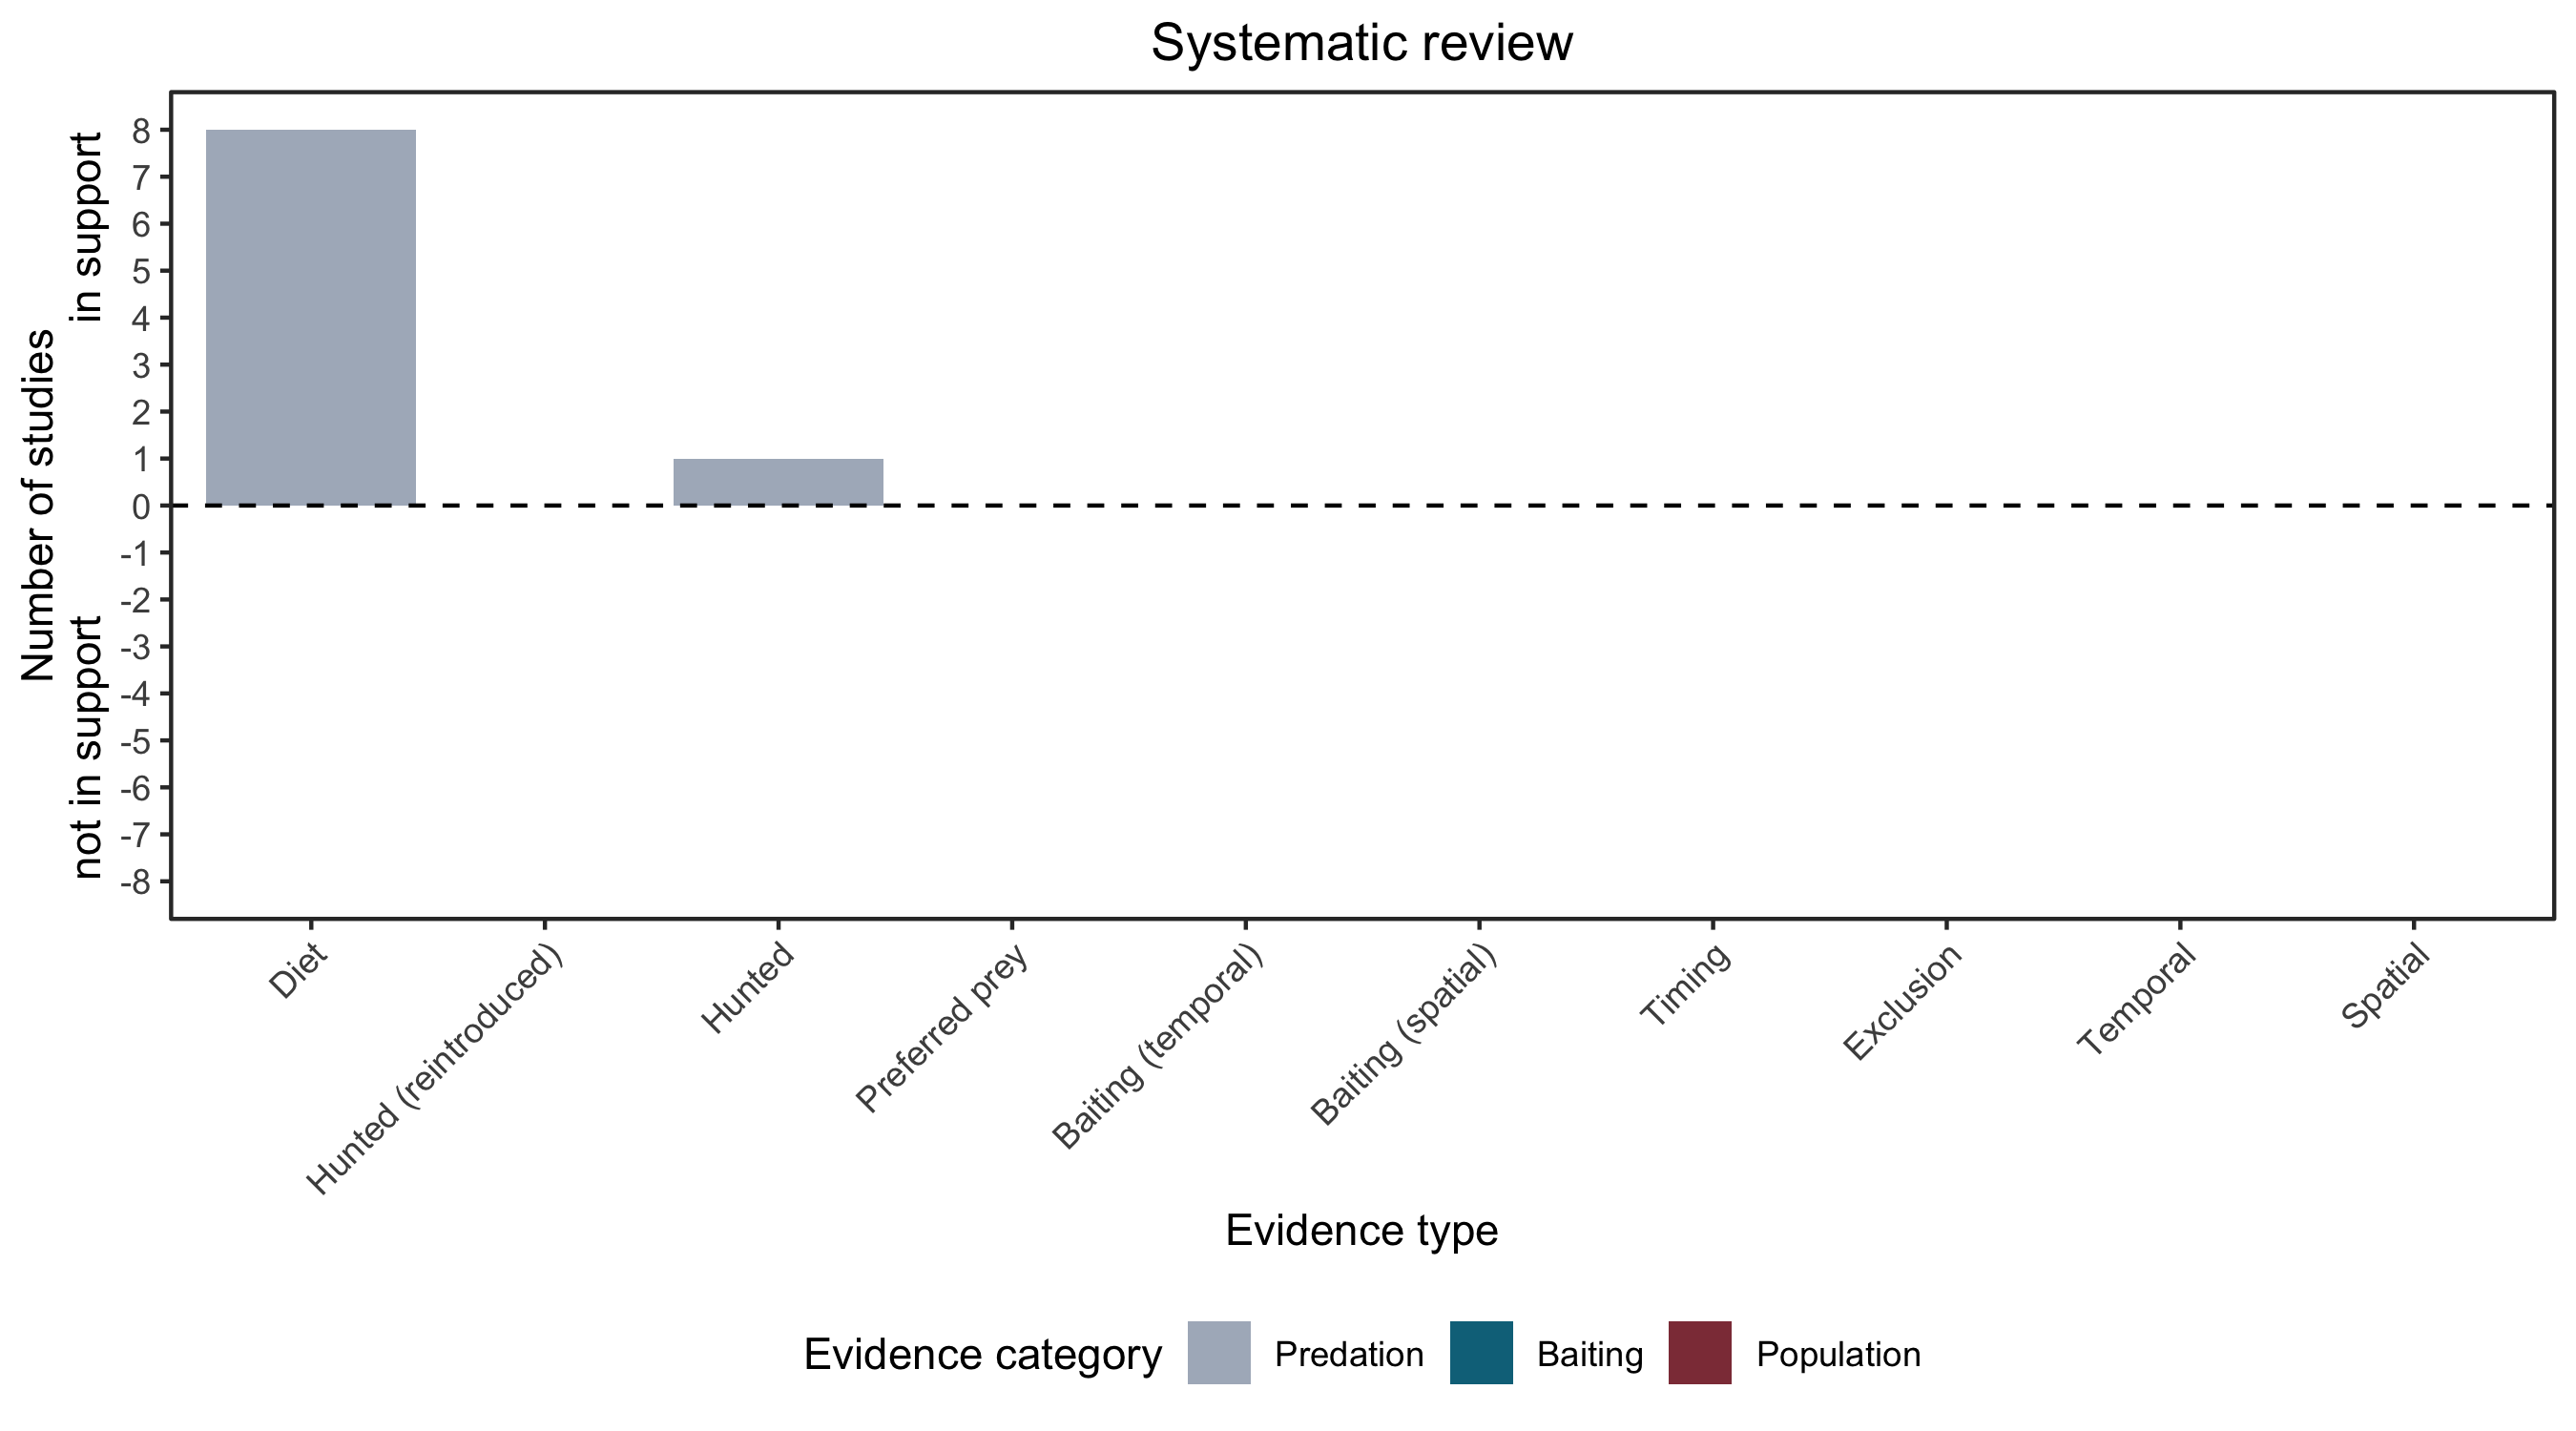 Systematic review
Number of studies
in support
not in support
8
7
6
5
4
3
2
1
0
-1
-2
-3
-4
-5
-6
-7
-8
Diet
Hunted (reintroduced)
Hunted
Preferred prey
Baiting (temporal)
Baiting (spatial)
Timing
Exclusion
Temporal
Spatial
Evidence type
Evidence category
Predation
Baiting
Population